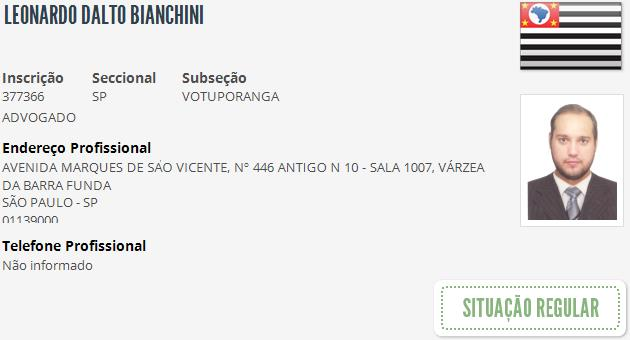 LEONARDO DALTO BIANCHINI
Inscrição Seccional Subseção
377366 SP VOTUPORANGA
ADVOGADO
Endereço Profissional
AVENIDA MARQUES DE SÃO VICENTE, Nº 446 ANTIGO N 10 - SALA 1007, VÁRZEA
DA BARRA FUNDA
SÃO PAULO - SP
01139000
Telefone Profissional
Não informado
SITUAÇÃO REGULAR